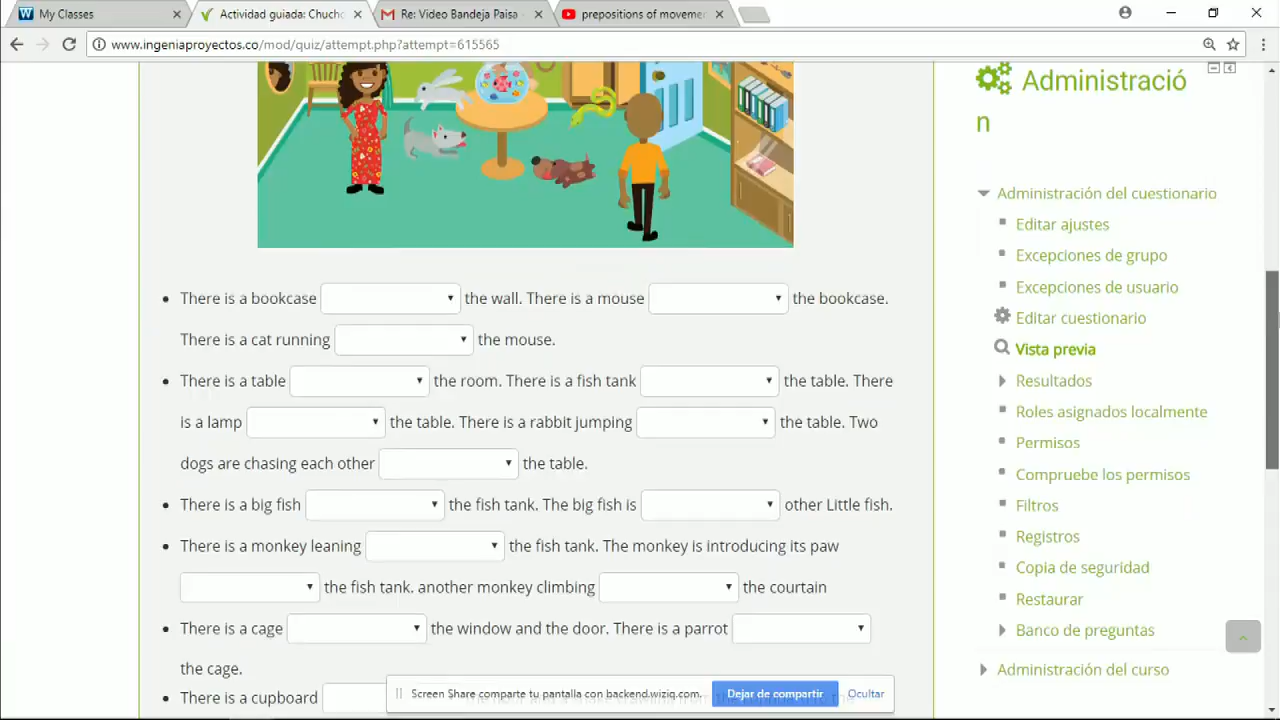 My Classes
Actividad guiada: Chucho
Re: Video Bandeja Paisa -
prepositions of movemen
www.ingeniaproyectos.co/mod/quiz/attempt.php?attempt=615565
There is a bookcase the wall. There is a mouse the bookcase.
There is a cat running the mouse.
There is a table the room. There is a fish tank the table. There
is a lamp the table. There is a rabbit jumping the table. Two
dogs are chasing each other the table.
There is a big fish the fish tank. The big fish is other Little fish.
There is a monkey leaning the fish tank. The monkey is introducing its paw
the fish tank. another monkey climbing the courtain
There is a cage the window and the door. There is a parrot
the cage.
There is a cupboard
Screen Share comparte tu pantalla con backend.wiziq.com.
Dejar de compartir
Ocultar
Administració
n
Administración del cuestionario
Editar ajustes
Excepciones de grupo
Excepciones de usuario
Editar cuestionario
Vista previa
Resultados
Roles asignados localmente
Permisos
Compruebe los permisos
Filtros
Registros
Copia de seguridad
Restaurar
Banco de preguntas
Administración del curso